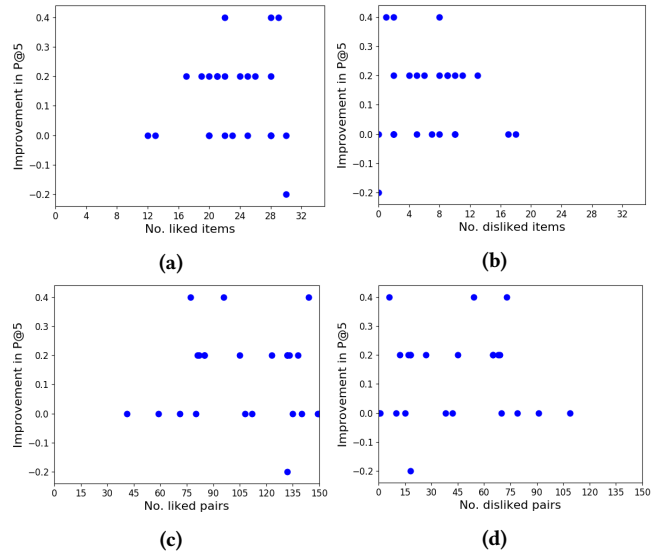 0.4
0.3
0.2
0.1
0.0
−0.1
−0.2
Improvement in P@5
0 4 8 12 16 20 24 28 32
No. liked items
(a)
0.4
0.3
0.2
0.1
0.0
−0.1
−0.2
Improvement in P@5
0 4 8 12 16 20 24 28 32
No. disliked items
(b)
0.4
0.3
0.2
0.1
0.0
−0.1
−0.2
Improvement in P@5
0 15 30 45 60 75 90 105 120 135 150
No. liked pairs
(c)
0.4
0.3
0.2
0.1
0.0
−0.1
−0.2
Improvement in P@5
0 15 30 45 60 75 90 105 120 135 150
No. disliked pairs
(d)